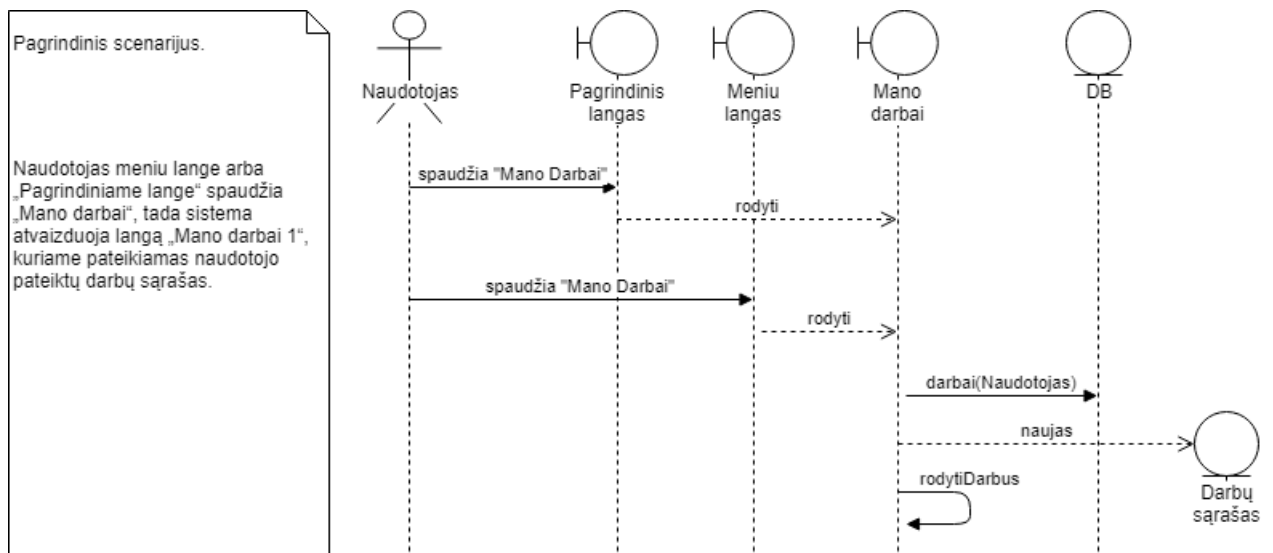 Pagrindinis scenarijus.
Naudotojas meniu lange arba
„Pagrindiniame lange“ spaudžia
„Mano darbai“, tada sistema
atvaizduoja langą „Mano darbai 1“,
kuriame pateikiamas naudotojo
pateiktų darbų sąrašas.
Naudotojas
Pagrindinis
langas
Meniu
langas
Mano
darbai
DB
spaudžia "Mano Darbai"
rodyti
spaudžia "Mano Darbai"
rodyti
darbai(Naudotojas)
naujas
rodytiDarbus
Darbų
sąrašas